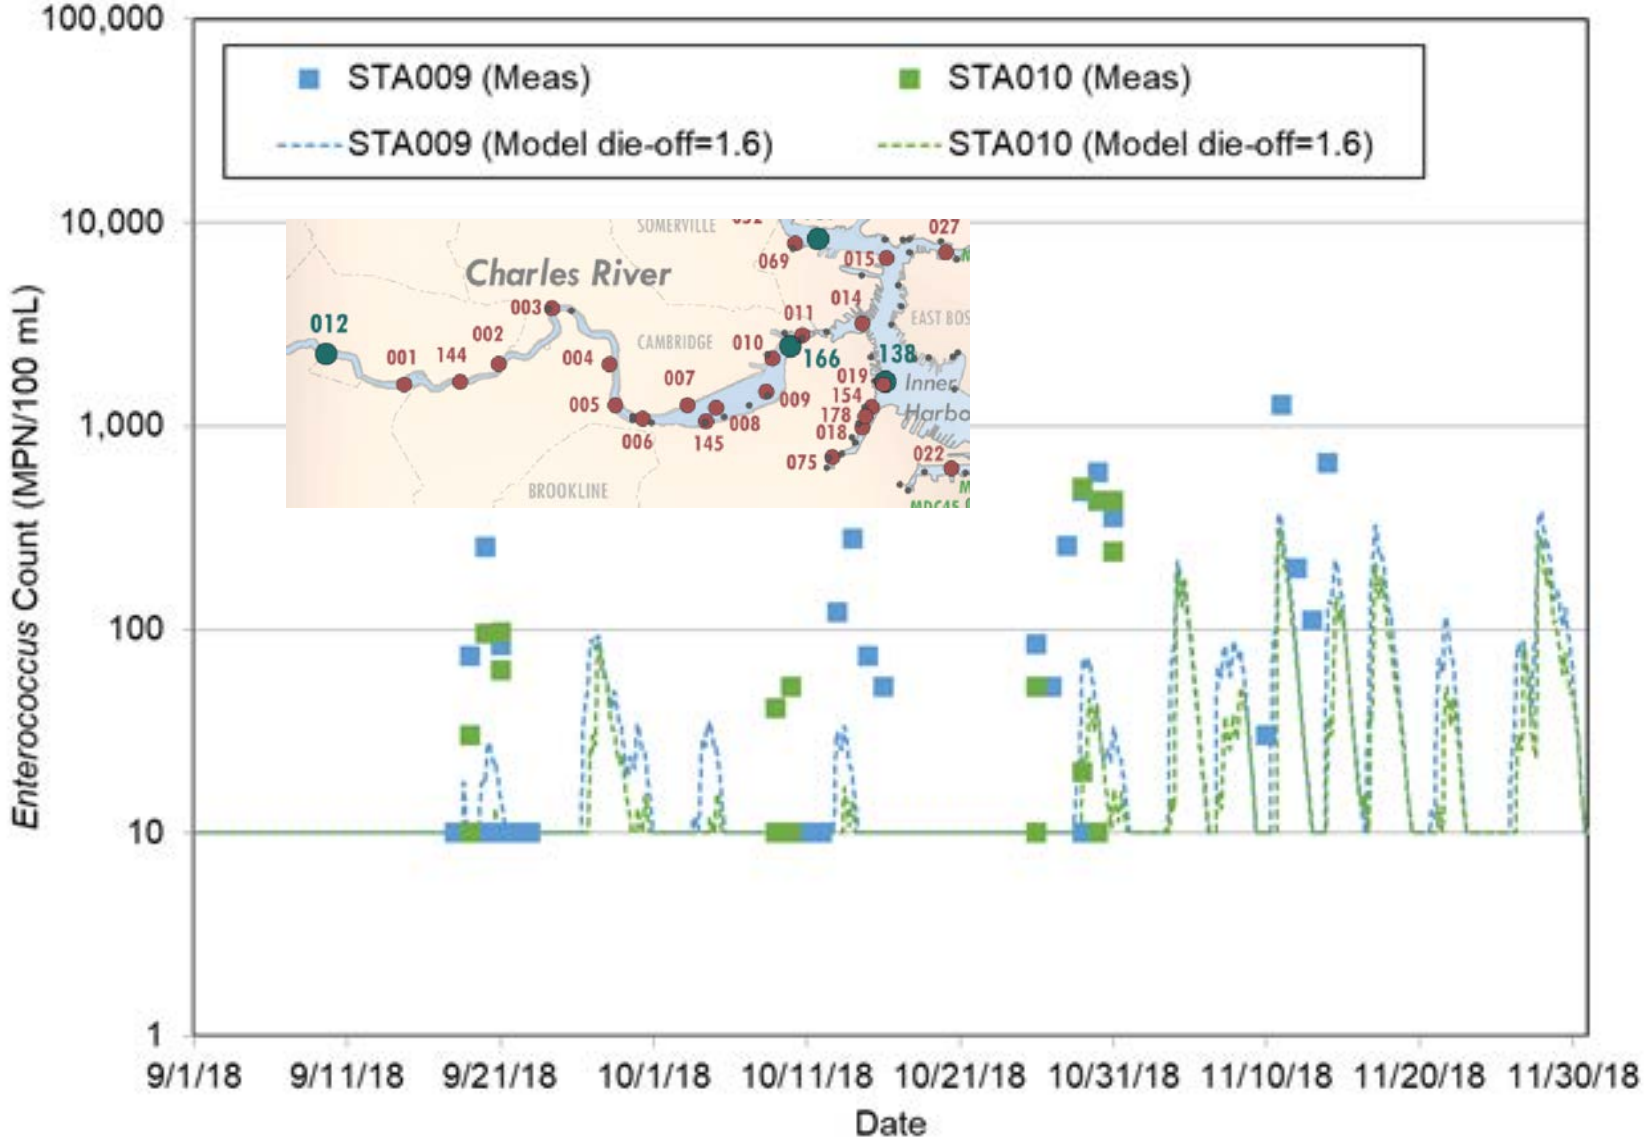 100,000
STA009 (Meas)
STA010 (Meas)
STA009 (Model die-off=1.6)
STA010 (Model die-off=1.6)
10,000
SOMERVILLE
027
069
015
Charles River
003
014
012
011
EAST BOS
002
CAMBRIDGE
010
001
144
004
166
138
007
019
Inner
005
009
154
Harbo
178
1,000
006
145
008
018
075
022
BROOKLINE
M
MDC45
Enterococcus Count (MPN/100 mL)
100
10
1
9/1/18 9/11/18 9/21/18 10/1/18 10/11/18 10/21/18 10/31/18 11/10/18 11/20/18 11/30/18
Date